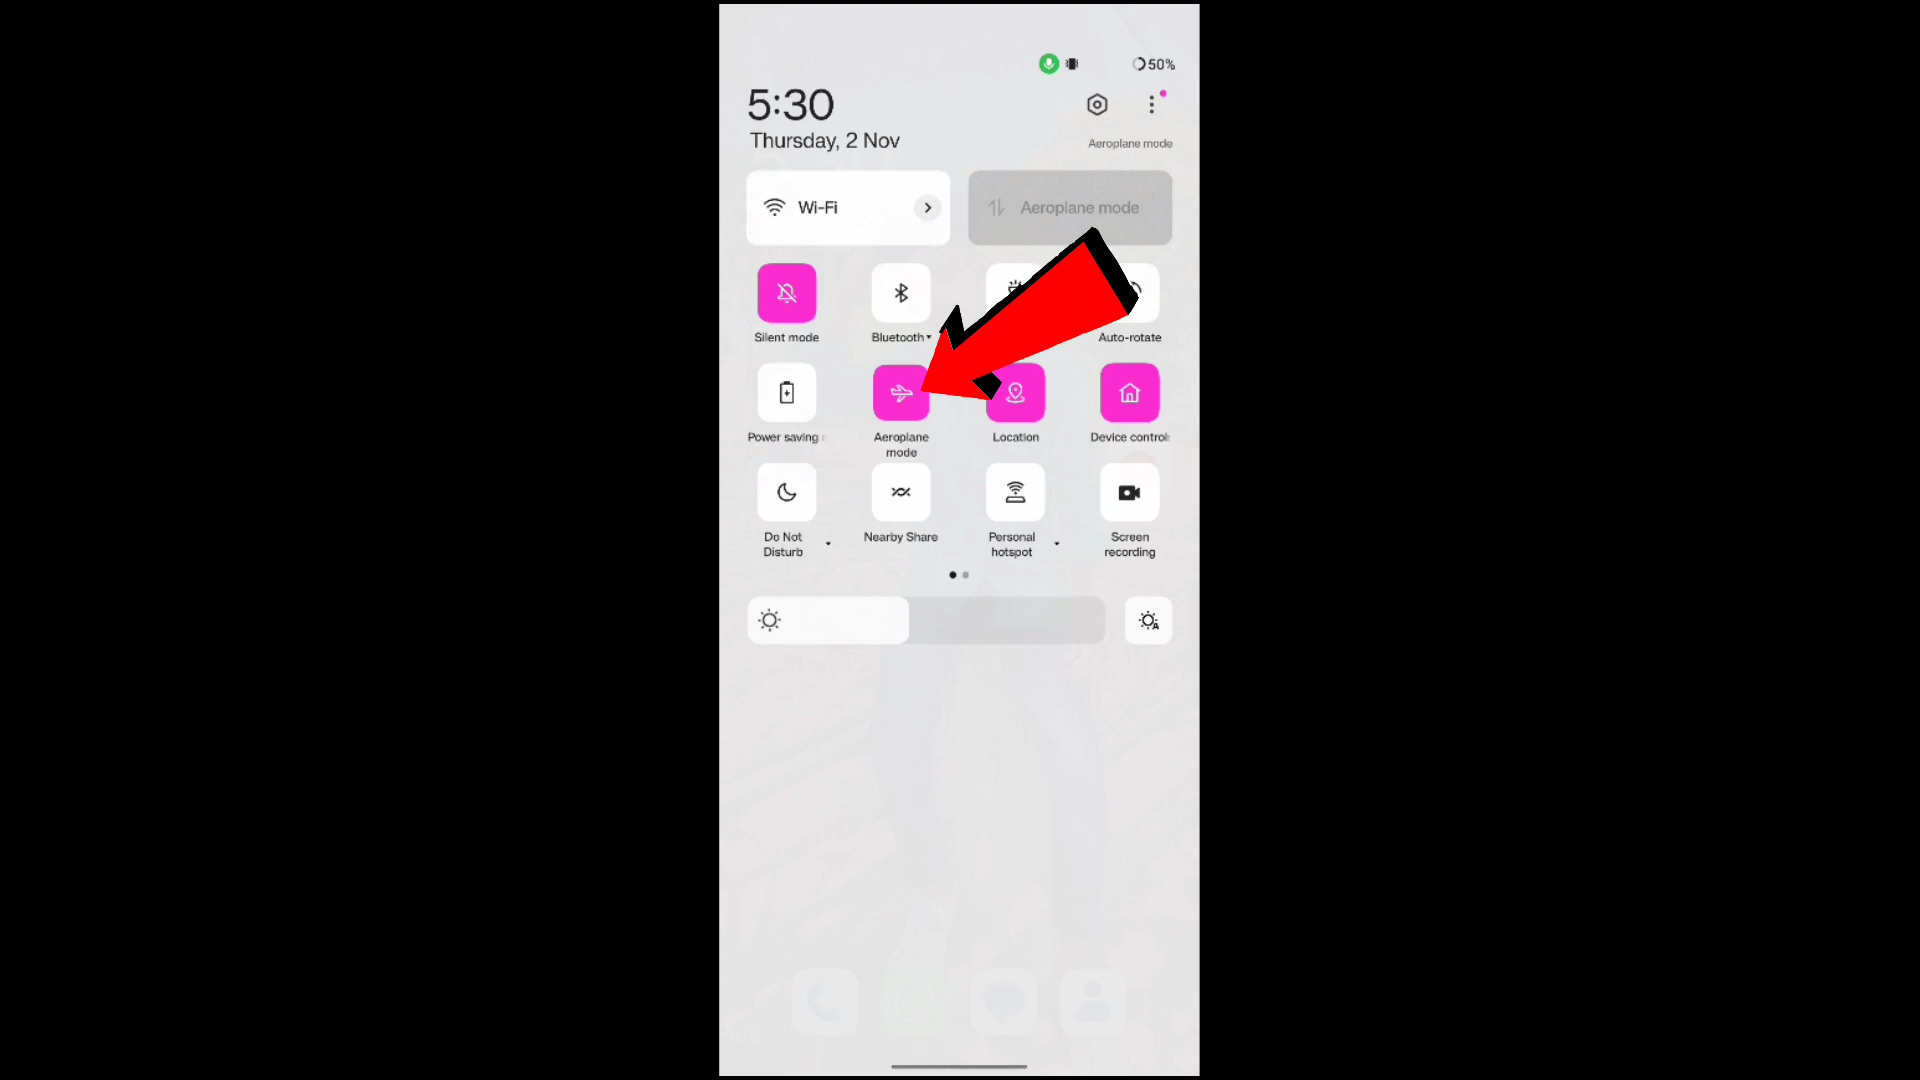 50%
5:30
Thursday, 2 Nov
Aeroplane mode
Wi-Fi
Aeroplane mode
Silent mode
Bluetooth
Auto-rotate
Power saving
Aeroplane
mode
Location
Device control
Do Not
Disturb
Nearby Share
Personal
hotspot
Screen
recording